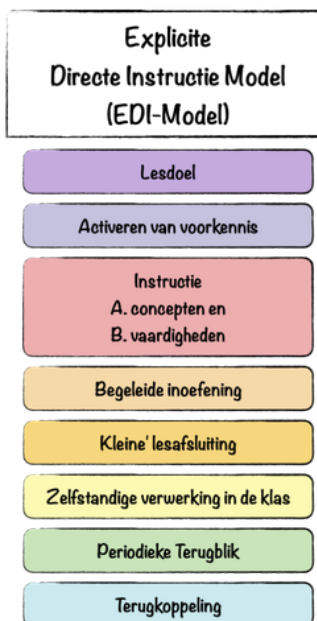 Explicite
Directe Instructie Model
(EDI-Model)
Lesdoel
Activeren van voorkennis
Instructie
A. concepten en
B. vaardigheden
Begeleide inoefening
Kleine' lesafsluiting
Zelfstandige verwerking in de klas
Periodieke Terugblik
Terugkoppeling